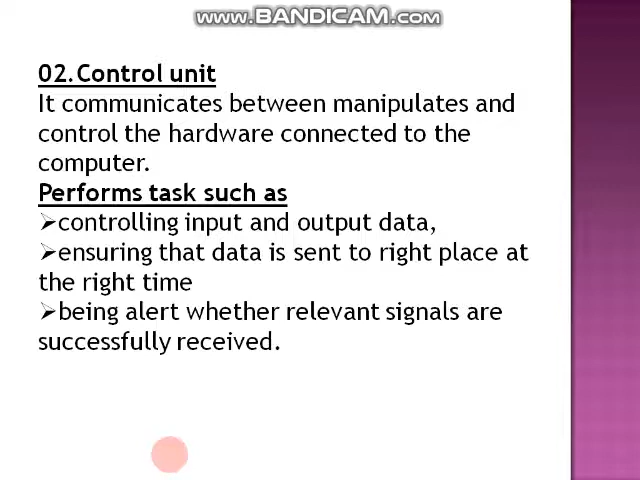 www.BANDICAM.com
02.Control unit
It communicates between manipulates and
control the hardware connected to the
computer.
Performs task such as
➢controlling input and output data,
➢ensuring that data is sent to right place at
the right time
➢being alert whether relevant signals are
successfully received.